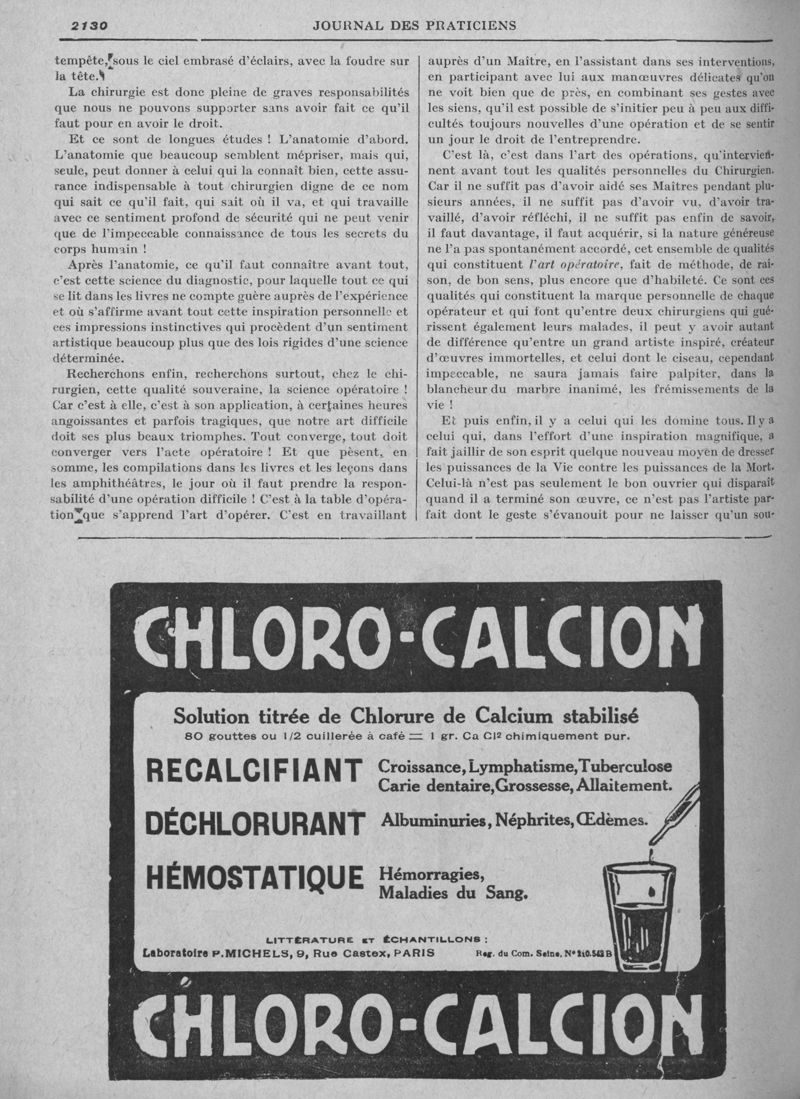 2130
JOURNAL DES PRATICIENS
tempête, sous le ciel embrasé d'éclairs, avec la foudre sur
la tête.
La chirurgie est donc pleine de graves responsabilités
que nous ne pouvons supporter sans avoir fait ce qu'il
faut pour en avoir le droit.
Et ce sont de longues études ! L'anatomie d'abord.
L'anatomie que beaucoup semblent mépriser, mais qui,
seule, peut donner à celui qui la connaît bien, cette assu-
rance indispensable à tout chirurgien digne de ce nom
qui sait ce qu'il fait, qui sait où il va, et qui travaille
avec ce sentiment profond de sécurité qui ne peut venir
que de l'impeccable connaissance de tous les secrets du
corps humain !
Après l'anatomie, ce qu'il faut connaître avant tout,
c'est cette science du diagnostic, pour laquelle tout ce qui
se lit dans les livres ne compte guère auprès de l'expérience
et où s'affirme avant tout cette inspiration personnelle et
ces impressions instinctives qui procèdent d'un sentiment
artistique beaucoup plus que des lois rigides d'une science
déterminée.
Recherchons enfin, recherchons surtout, chez le chi-
rurgien, cette qualité souveraine, la science opératoire !
Car c'est à elle, c'est à son application, à certaines heures
angoissantes et parfois tragiques, que notre art difficile
doit ses plus beaux triomphes. Tout converge, tout doit
converger vers l'acte opératoire ! Et que pèsent, en
somme, les compilations dans les livres et les leçons dans
les amphithéâtres, le jour où il faut prendre la respon-
sabilité d'une opération difficile ! C'est à la table d'opéra-
tion que s'apprend l'art d'opérer. C'est en travaillant
auprès d'un Maître, en l'assistant dans ses interventions,
en participant avec lui aux manœuvres délicates qu'on
ne voit bien que de près, en combinant ses gestes avec
les siens, qu'il est possible de s'initier peu à peu aux diffi-
cultés toujours nouvelles d'une opération et de se sentir
un jour le droit de l'entreprendre.
C'est là, c'est dans l'art des opérations, qu'intervien-
nent avant tout les qualités personnelles du Chirurgien.
Car il ne suffit pas d'avoir aidé ses Maîtres pendant plu-
sieurs années, il ne suffit pas d'avoir vu, d'avoir tra-
vaillé, d'avoir réfléchi, il ne suffit pas enfin de savoir,
il faut davantage, il faut acquérir, si la nature généreuse
ne l'a pas spontanément accordé, cet ensemble de qualités
qui constituent l'art opératoire, fait de méthode, de rai-
son, de bon sens, plus encore que d'habileté. Ce sont ces
qualités qui constituent la marque personnelle de chaque
opérateur et qui font qu'entre deux chirurgiens qui gué-
rissent également leurs malades, il peut y avoir autant
de différence qu'entre un grand artiste inspiré, créateur
d'œuvres immortelles, et celui dont le ciseau, cependant
impeccable, ne saura jamais faire palpiter, dans la
blancheur du marbre inanimé, les frémissements de la
vie !
Et puis enfin, il y a celui qui les domine tous. Il y a
celui qui, dans l'effort d'une inspiration magnifique, a
fait jaillir de son esprit quelque nouveau moyen de dresser
les puissances de la Vie contre les puissances de la Mort.
Celui-là n'est pas seulement le bon ouvrier qui disparaît
quand il a terminé son œuvre, ce n'est pas l'artiste par-
fait dont le geste s'évanouit pour ne laisser qu'un sou-
CHLORO-CALCION
Solution titrée de Chlorure de Calcium stabilisé
80 gouttes ou 1/2 cuillerée à café = 1 gr. Ca Cl² chimiquement pur.
RECALCIFIANT Croissance, Lymphatisme, Tuberculose
Carie dentaire, Grossesse, Allaitement.
DÉCHLORURANT Albuminuries, Néphrites, Œdèmes.
HÉMOSTATIQUE Hémorragies,
Maladies du Sang.
LITTÉRATURE ET ÉCHANTILLONS :
Laboratoire P. MICHELS, 9, Rue Castex, PARIS Reg. du Com. Seine, N° 210.543 B
CHLORO-CALCION